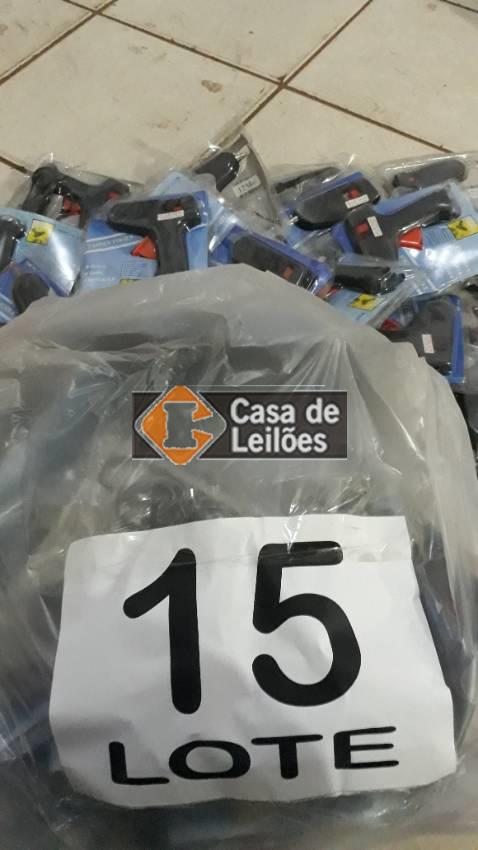 Casa de
Leilões
15
LOTE